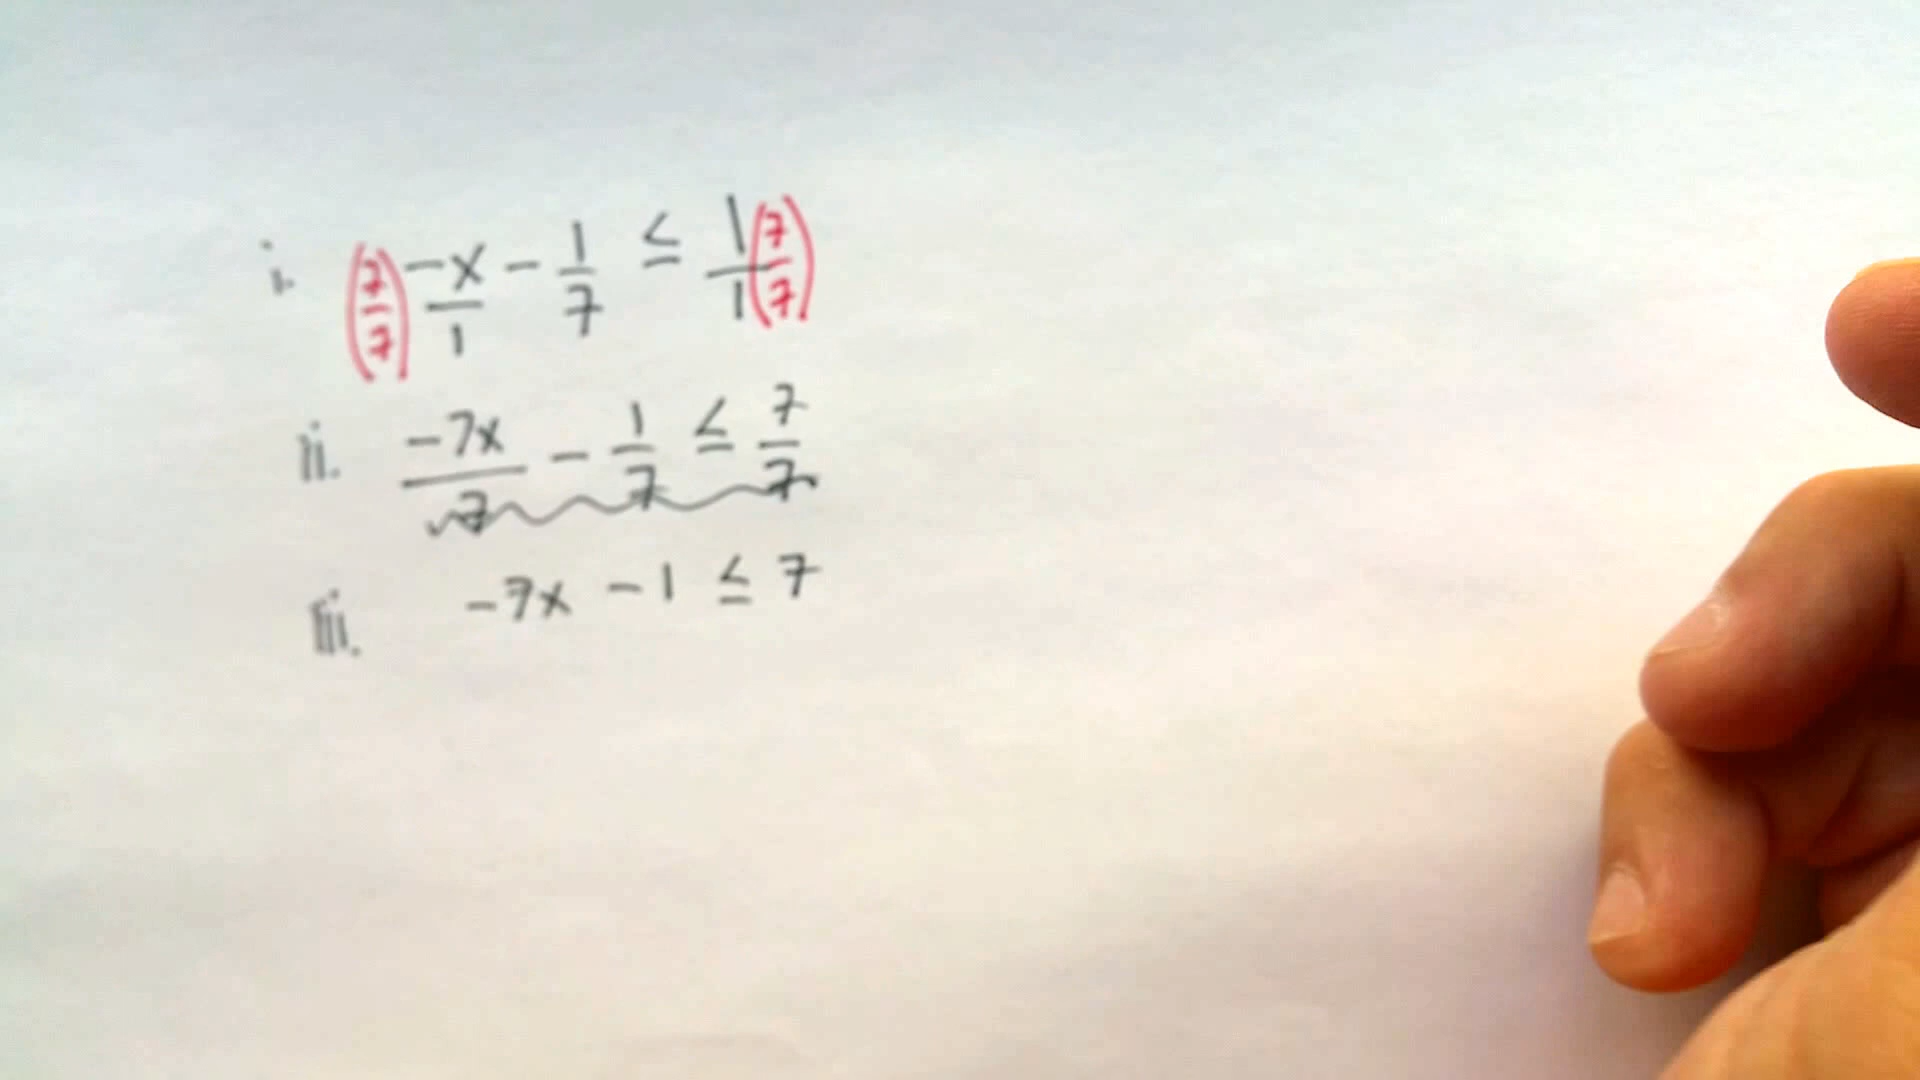 i. (7/7) -x/1 - 1/7 ≤ 1/1 (7/7)
ii. -7x/7 - 1/7 ≤ 7/7
iii. -7x - 1 ≤ 7